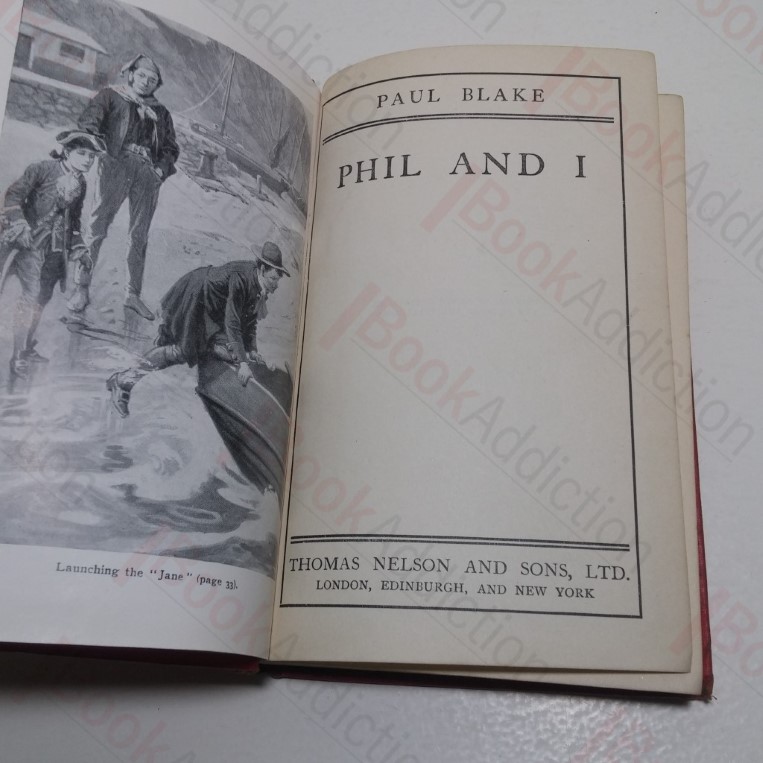 Launching the "Jane" (page 33).
PAUL BLAKE
PHIL AND I
THOMAS NELSON AND SONS, LTD.
LONDON, EDINBURGH, AND NEW YORK
BookAddiction